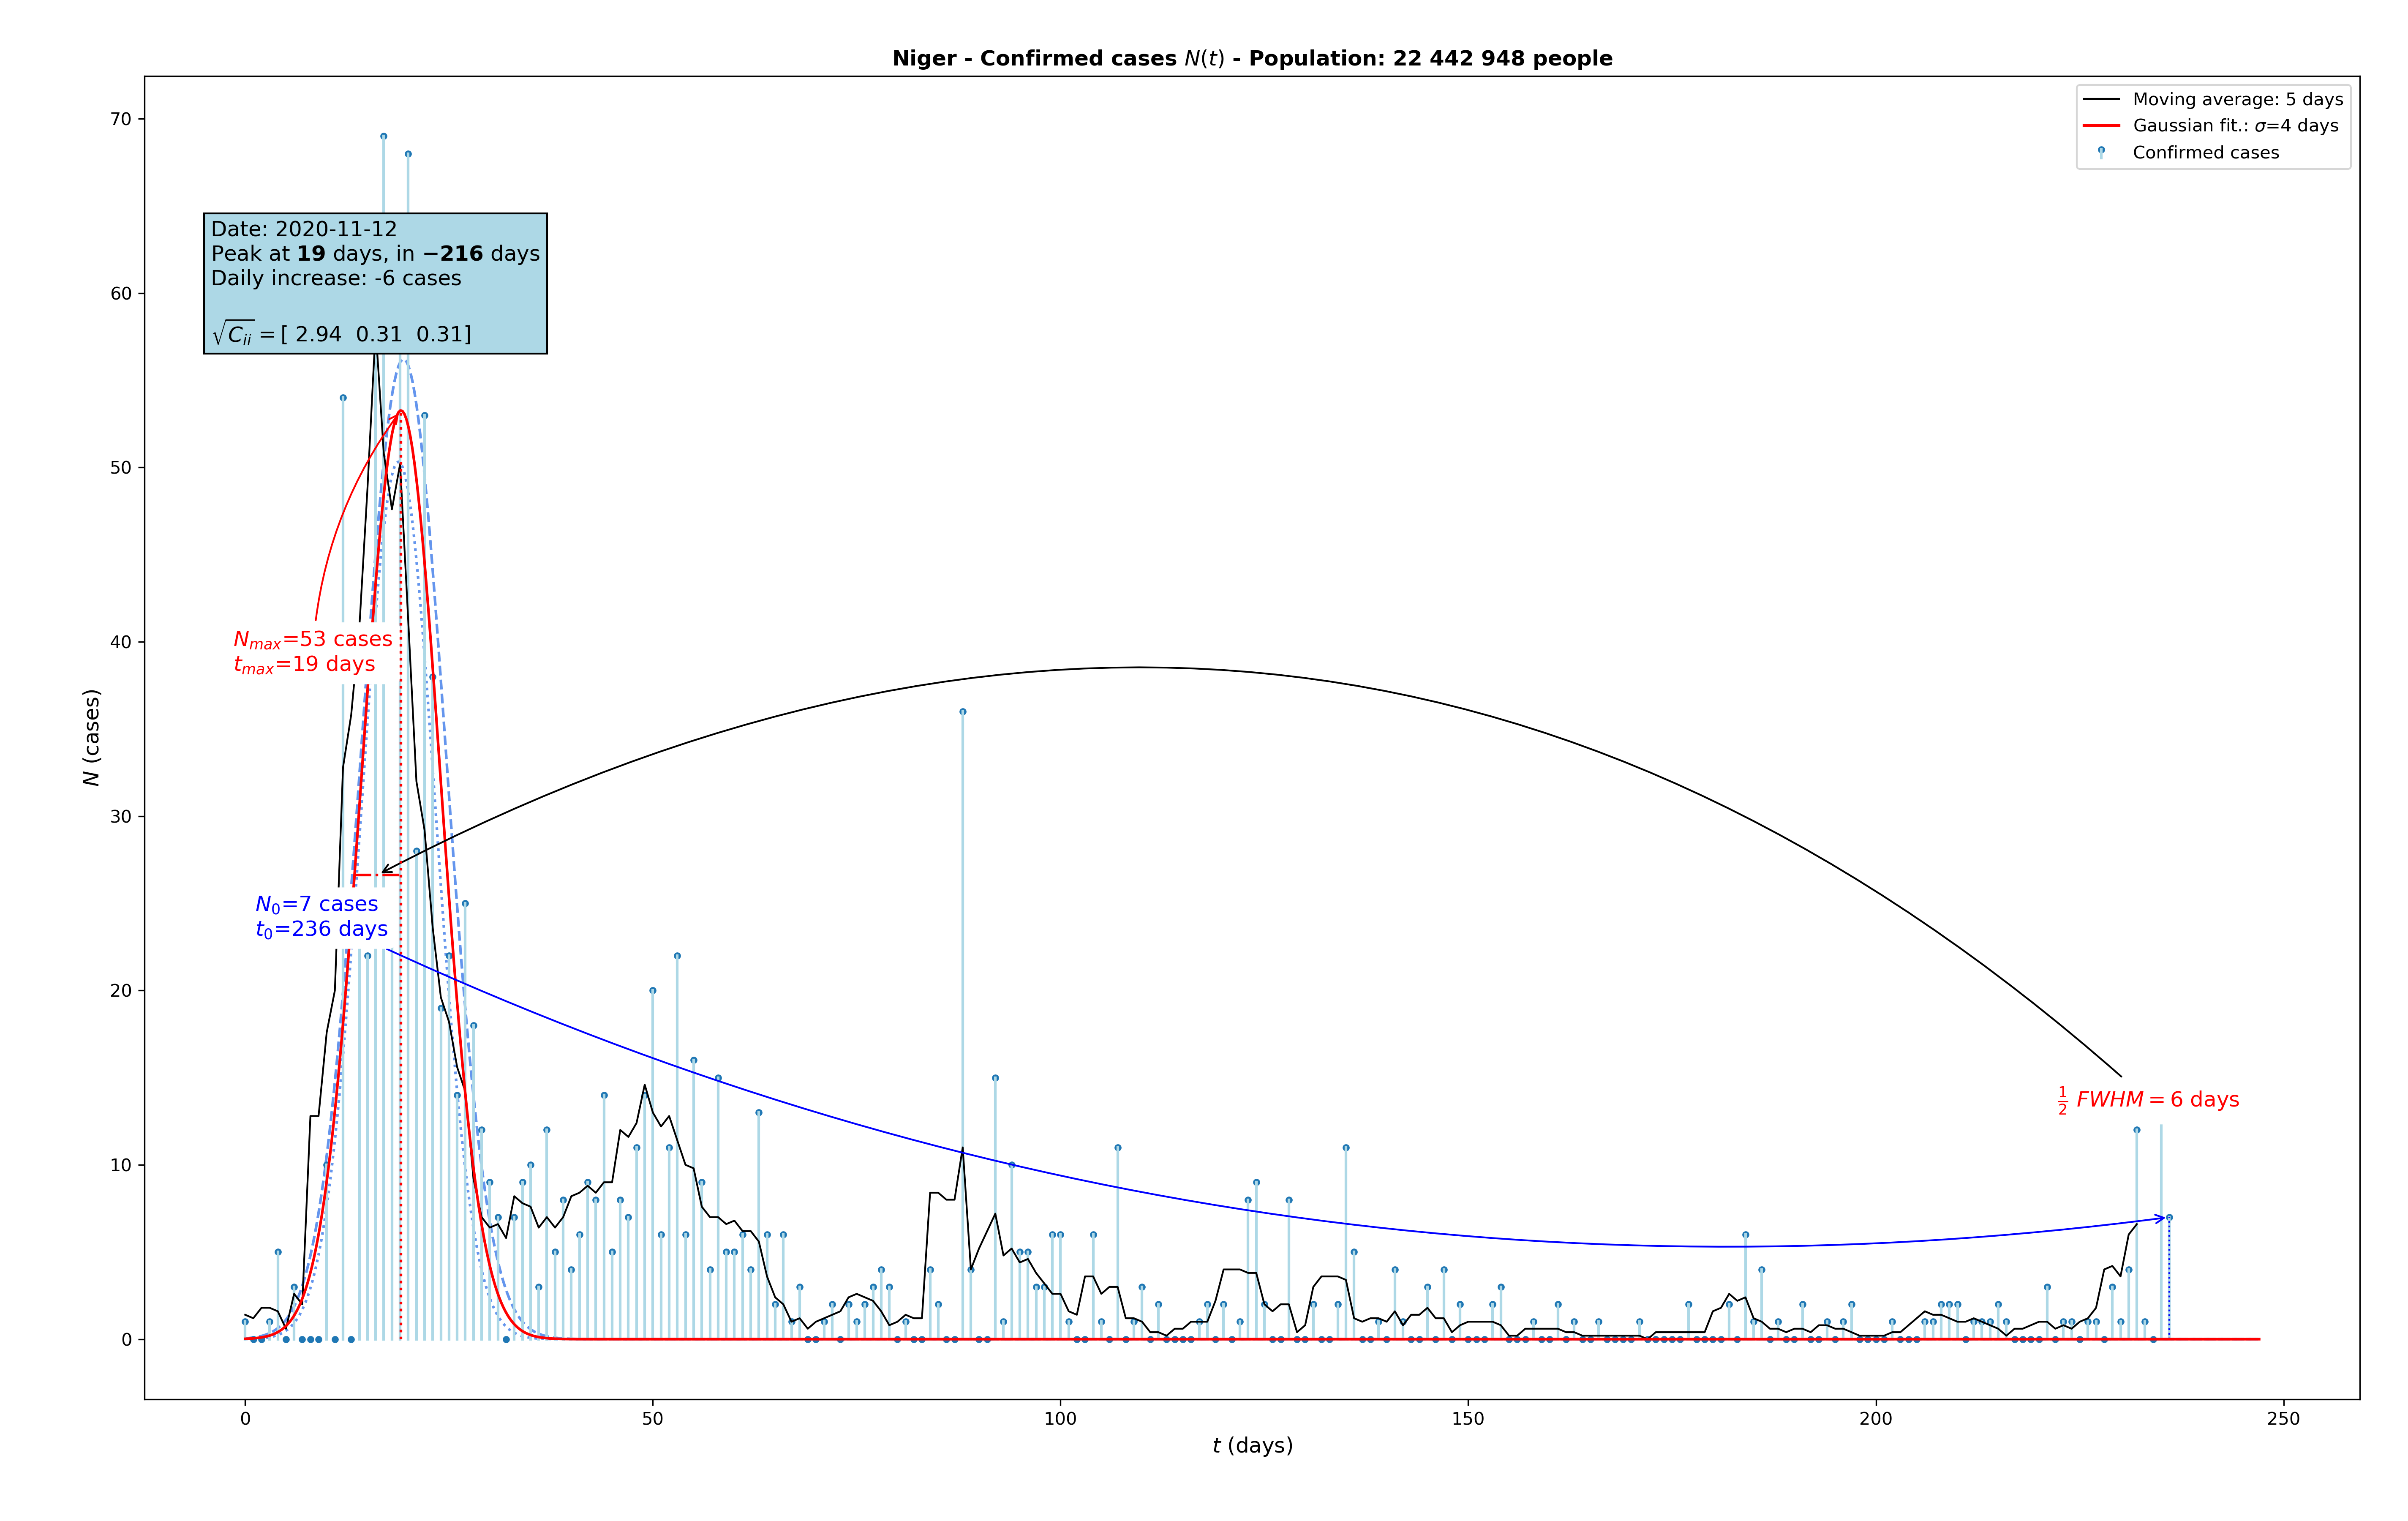 Niger - Confirmed cases N(t) - Population: 22 442 948 people
Moving average: 5 days
Gaussian fit.: σ=4 days
Confirmed cases
Date: 2020-11-12
Peak at 19 days, in −216 days
Daily increase: -6 cases
√C_ii = [ 2.94 0.31 0.31]
N_max=53 cases
t_max=19 days
N_0=7 cases
t_0=236 days
1/2 FWHM = 6 days
N (cases)
70
60
50
40
30
20
10
0
0 50 100 150 200 250
t (days)